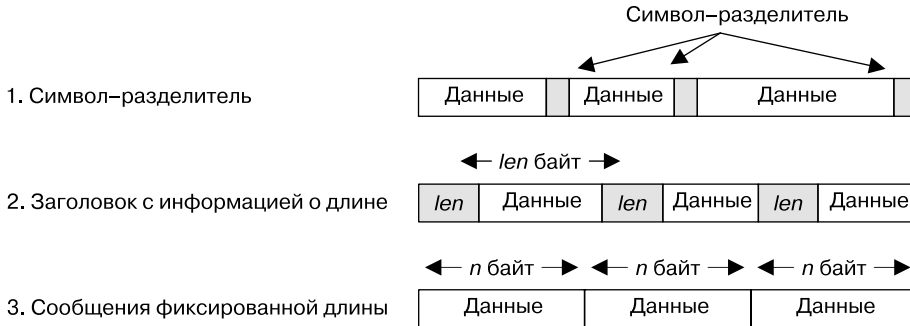 Символ–разделитель
1. Символ–разделитель
Данные Данные Данные
len байт
2. Заголовок с информацией о длине
len Данные len Данные len Данные
n байт n байт n байт
3. Сообщения фиксированной длины
Данные Данные Данные